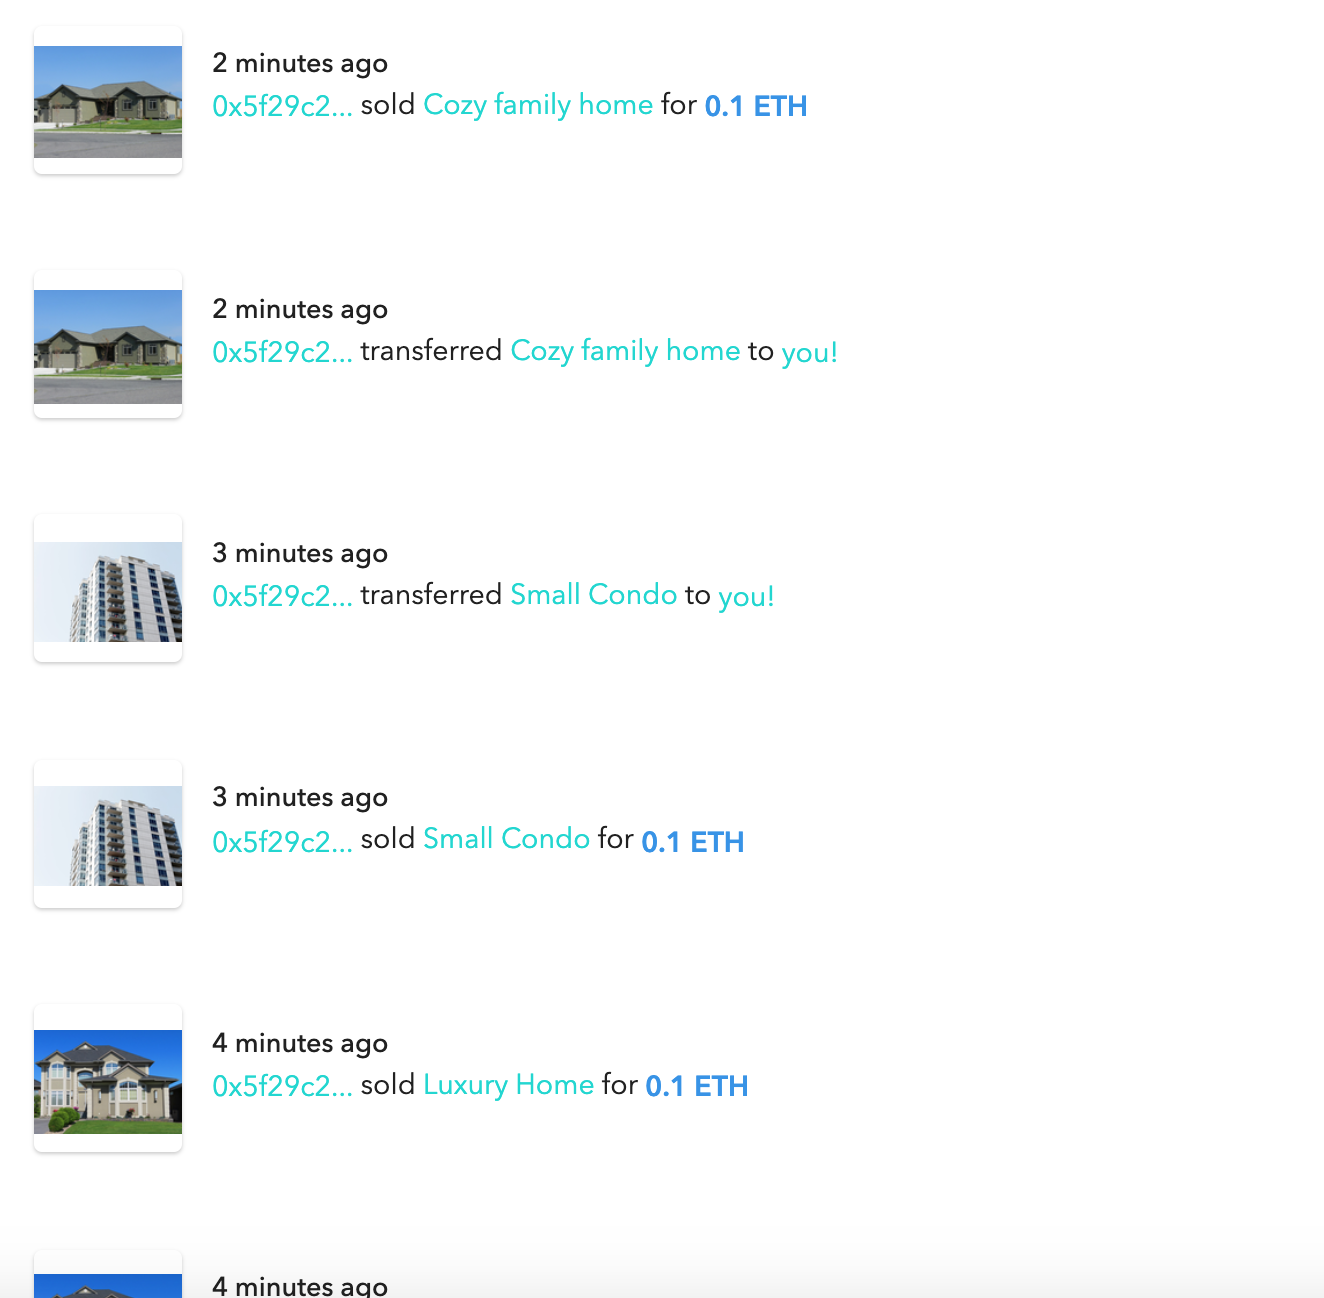 2 minutes ago
0x5f29c2... sold Cozy family home for 0.1 ETH
2 minutes ago
0x5f29c2... transferred Cozy family home to you!
3 minutes ago
0x5f29c2... transferred Small Condo to you!
3 minutes ago
0x5f29c2... sold Small Condo for 0.1 ETH
4 minutes ago
0x5f29c2... sold Luxury Home for 0.1 ETH
4 minutes ago